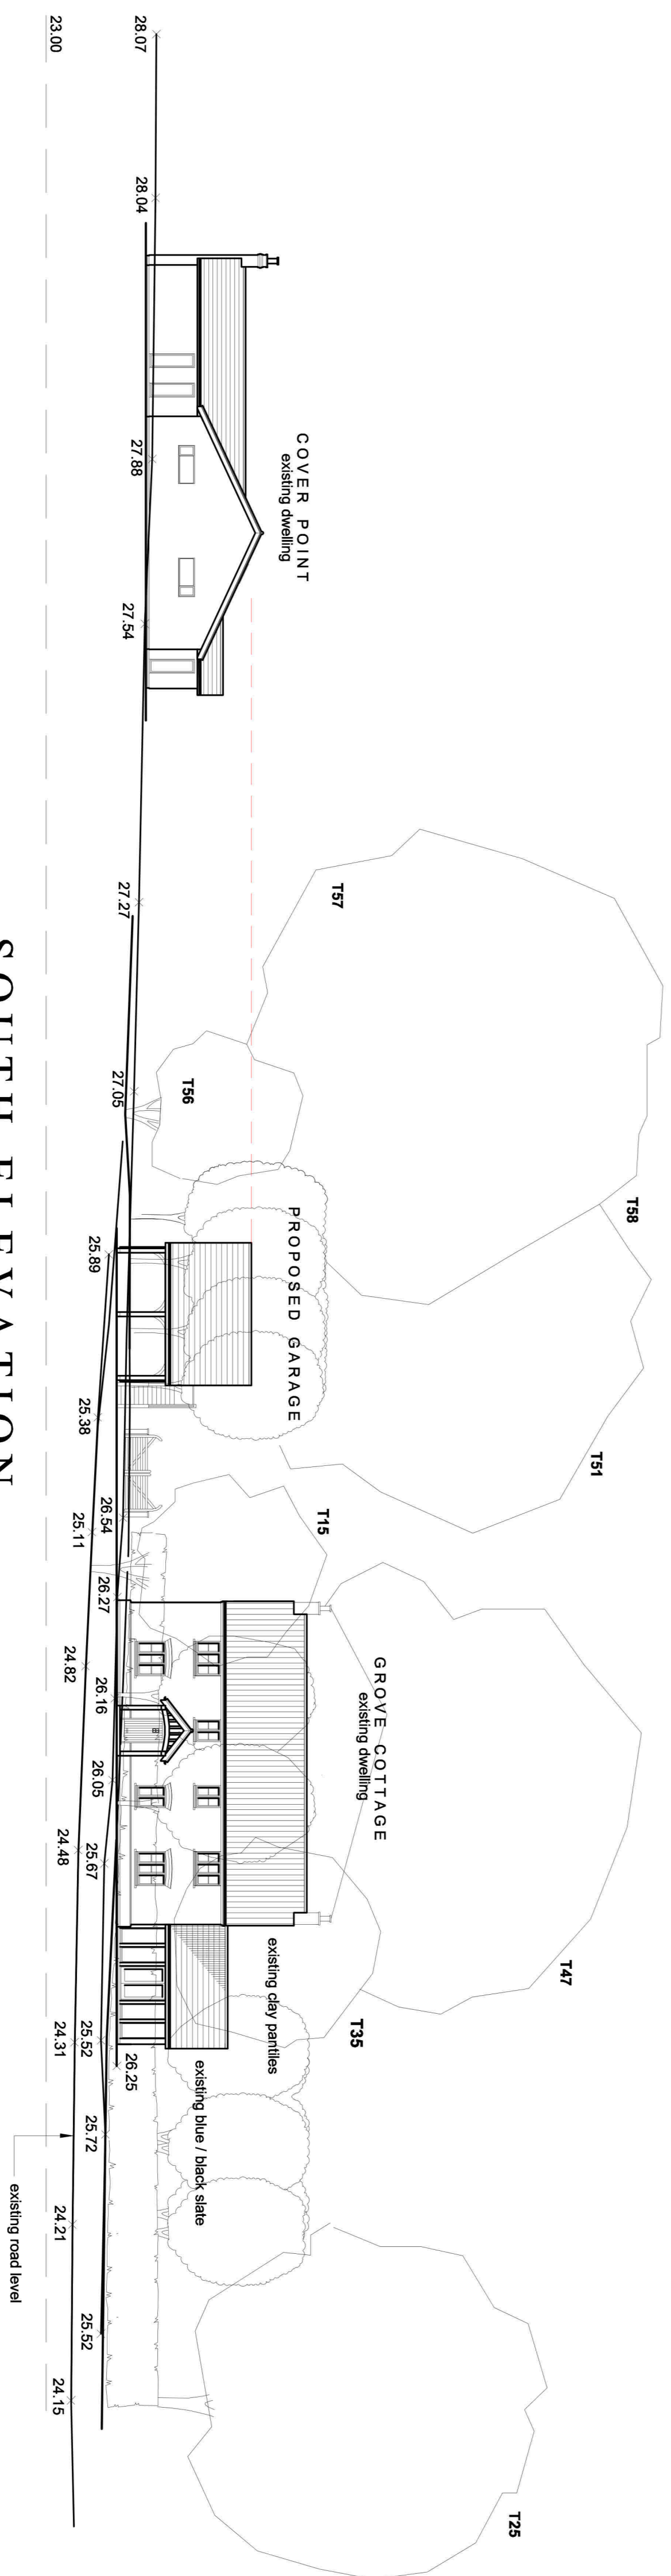 T58
T51
T47
T25
T57
T15
T35
T56
COVER POINT
existing dwelling
PROPOSED GARAGE
GROVE COTTAGE
existing dwelling
existing clay pantiles
existing blue / black slate
28.07
28.04
27.88
27.54
27.27
27.05
25.89
25.38
26.54
25.11
26.27
24.82
26.16
26.05
24.48
25.67
24.31
25.52
26.25
25.72
24.21
25.52
24.15
23.00
existing road level
SOUTH ELEVATION